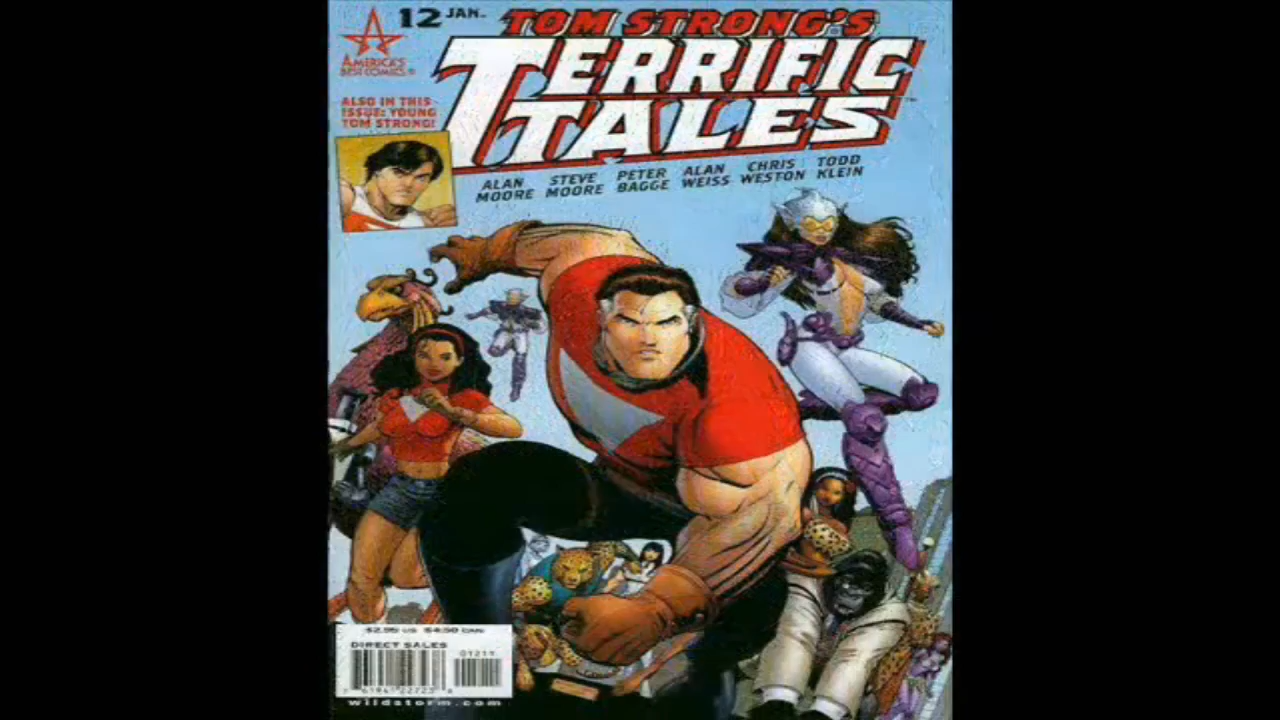 12 JAN.
AMERICA'S
BEST COMICS
TOM STRONG'S
TERRIFIC
TALES
ALSO IN THIS
ISSUE: YOUNG
TOM STRONG!
ALAN MOORE
STEVE MOORE
PETER BAGGE
ALAN WEISS
CHRIS WESTON
TODD KLEIN
$2.95 US $4.50 CAN
DIRECT SALES
01211
wildstorm.com